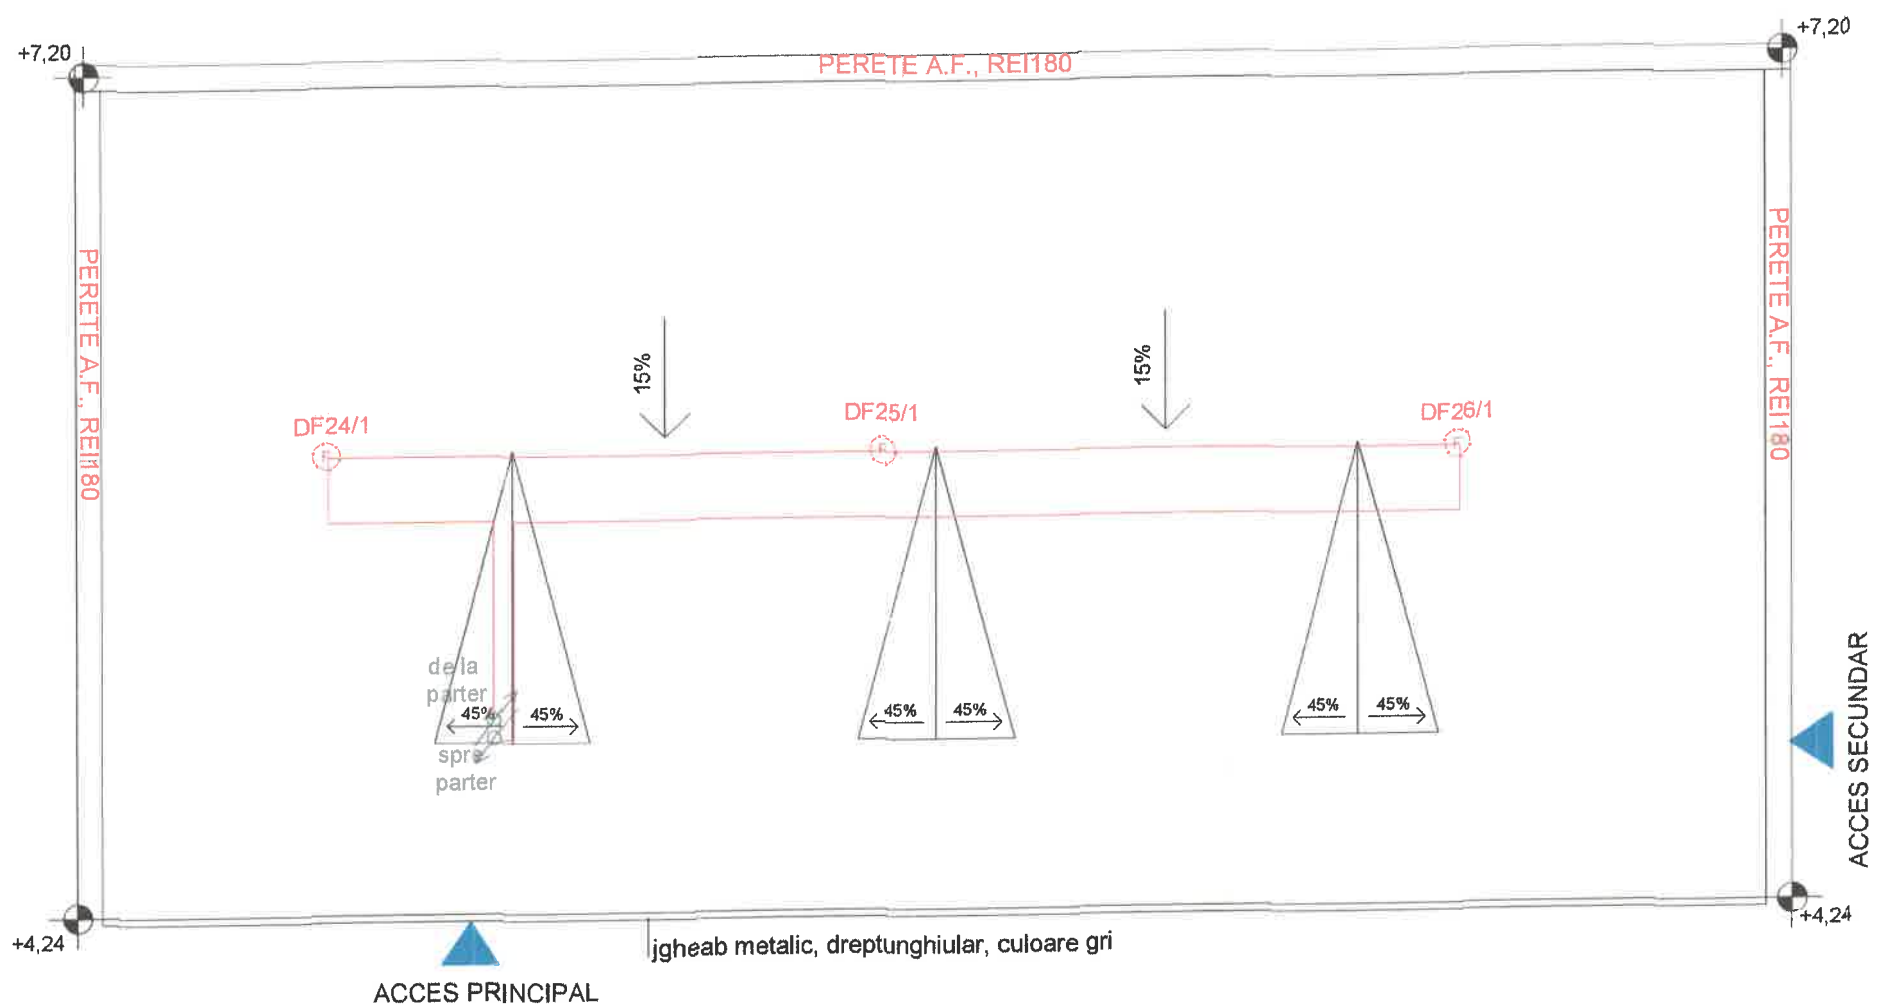 +7,20
+7,20
PERETE A.F., REI180
PERETE A.F., REI180
PERETE A.F., REI180
15%
15%
DF24/1
DF25/1
DF26/1
F
F
F
de la
parter
45%
45%
45%
45%
45%
45%
spre
parter
ACCES SECUNDAR
+4,24
+4,24
jgheab metalic, dreptunghiular, culoare gri
ACCES PRINCIPAL